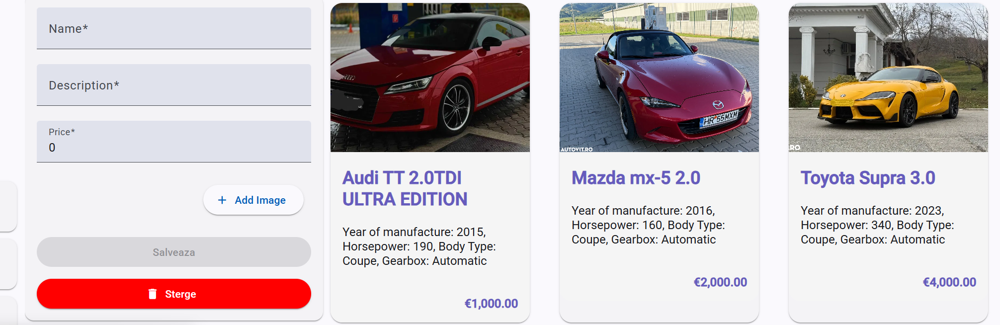 Name*
Description*
Price*
0
+ Add Image
Salveaza
Sterge
Audi TT 2.0TDI
ULTRA EDITION
Year of manufacture: 2015,
Horsepower: 190, Body Type:
Coupe, Gearbox: Automatic
€1,000.00
HR 55MXM
AUTOVIT.RO
Mazda mx-5 2.0
Year of manufacture: 2016,
Horsepower: 160, Body Type:
Coupe, Gearbox: Automatic
€2,000.00
.RO
Toyota Supra 3.0
Year of manufacture: 2023,
Horsepower: 340, Body Type:
Coupe, Gearbox: Automatic
€4,000.00